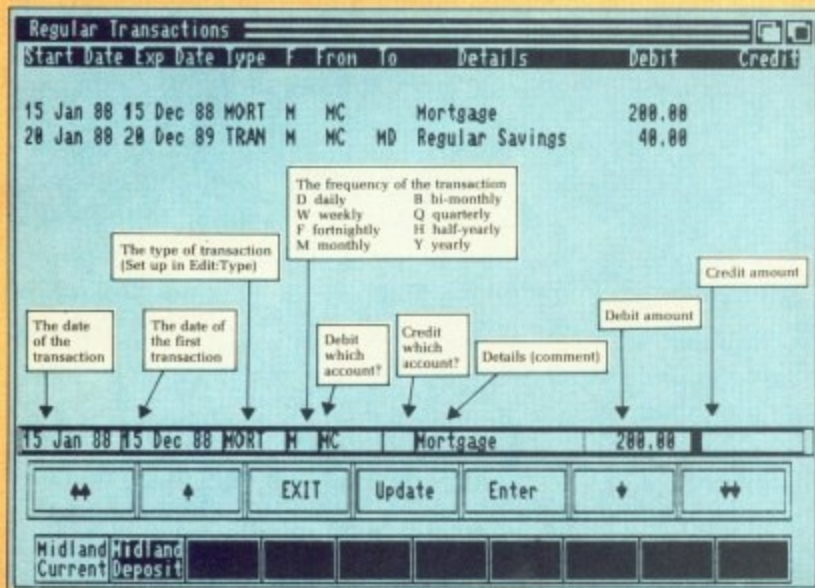 Regular Transactions
Start Date Exp Date Type F From To Details Debit Credit
15 Jan 88 15 Dec 88 MORT M MC Mortgage 200.00
20 Jan 88 20 Dec 89 TRAN M MC MD Regular Savings 40.00
The frequency of the transaction
D daily B bi-monthly
W weekly Q quarterly
F fortnightly H half-yearly
M monthly Y yearly
The type of transaction
(Set up in Edit:Type)
Credit amount
The date
of the
transaction
The date of
the first
transaction
Debit
which
account?
Credit
which
account?
Details (comment)
Debit amount
15 Jan 88 15 Dec 88 MORT M MC Mortgage 200.00
EXIT Update Enter
Midland Midland
Current Deposit